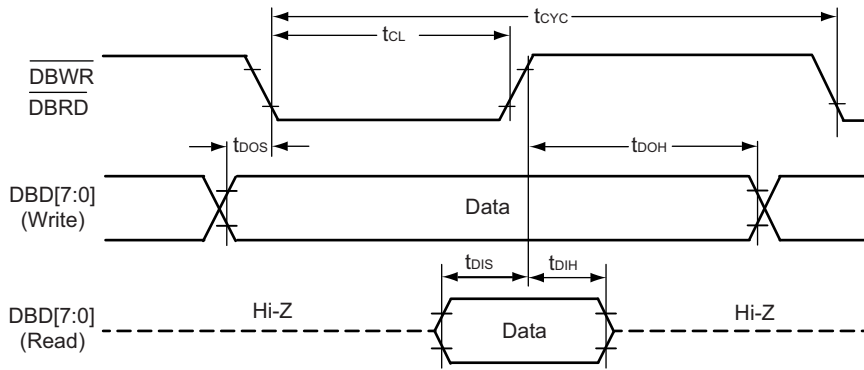 tCYC
tCL
DBWR
DBRD
tDOS
tDOH
DBD[7:0]
(Write)
Data
tDIS
tDIH
Hi-Z
Hi-Z
DBD[7:0]
(Read)
Data